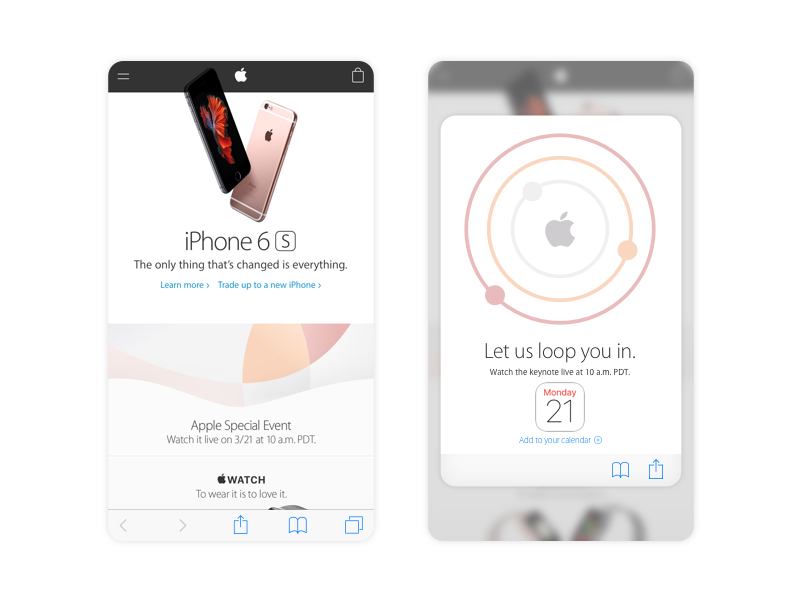 iPhone 6 S
The only thing that's changed is everything.
Learn more › Trade up to a new iPhone ›
Apple Special Event
Watch it live on 3/21 at 10 a.m. PDT.
WATCH
To wear it is to love it.
Let us loop you in.
Watch the keynote live at 10 a.m. PDT.
Monday
21
Add to your calendar